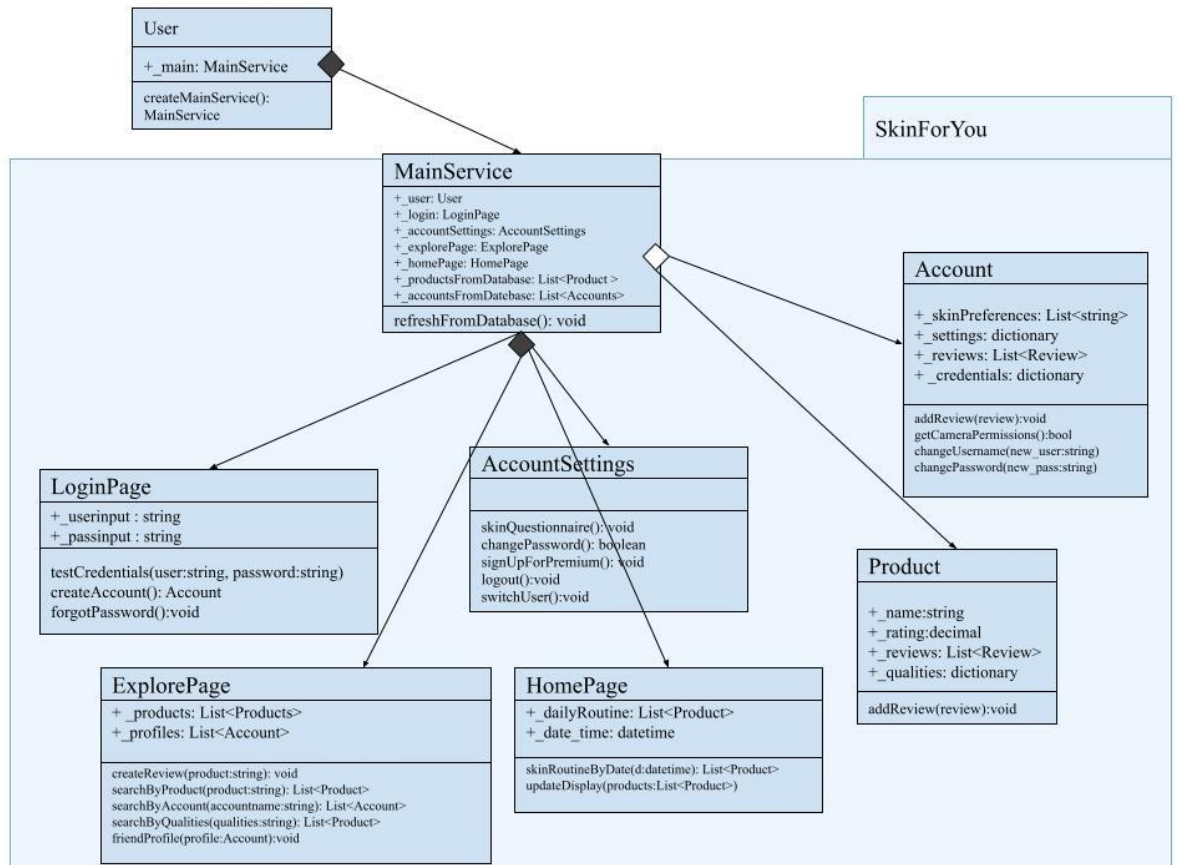 User
+_main: MainService
createMainService():
MainService
SkinForYou
MainService
+_user: User
+_login: LoginPage
+_accountSettings: AccountSettings
+_explorePage: ExplorePage
+_homePage: HomePage
+_productsFromDatabase: List<Product >
+_accountsFromDatebase: List<Accounts>
refreshFromDatabase(): void
Account
+_skinPreferences: List<string>
+_settings: dictionary
+_reviews: List<Review>
+ _credentials: dictionary
addReview(review):void
getCameraPermissions():bool
changeUsername(new_user:string)
changePassword(new_pass:string)
LoginPage
+_userinput : string
+_passinput : string
testCredentials(user:string, password:string)
createAccount(): Account
forgotPassword():void
AccountSettings
skinQuestionnaire(): void
changePassword(): boolean
signUpForPremium(): void
logout():void
switchUser():void
Product
+_name:string
+_rating:decimal
+_reviews: List<Review>
+_qualities: dictionary
addReview(review):void
ExplorePage
+ _products: List<Products>
+_profiles: List<Account>
createReview(product:string): void
searchByProduct(product:string): List<Product>
searchByAccount(accountname:string): List<Account>
searchByQualities(qualities:string): List<Product>
friendProfile(profile:Account):void
HomePage
+_dailyRoutine: List<Product>
+_date_time: datetime
skinRoutineByDate(d:datetime): List<Product>
updateDisplay(products:List<Product>)